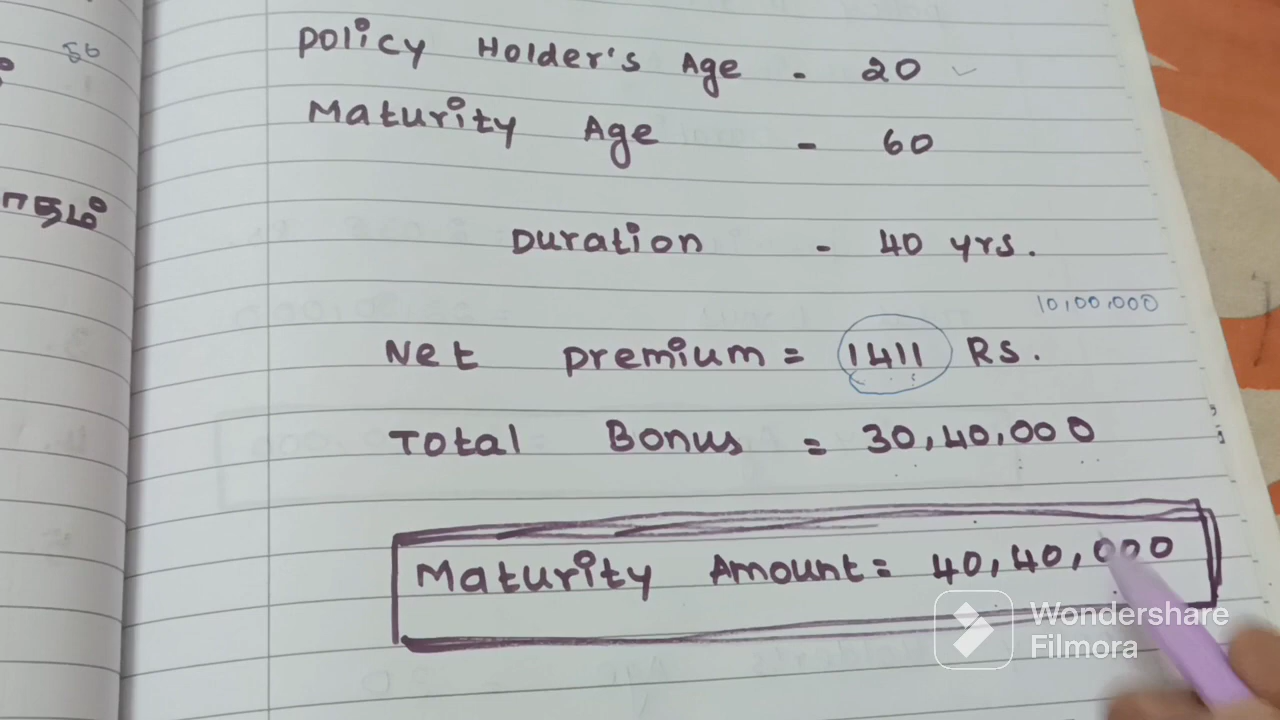 50
Policy Holder's Age - 20
Maturity Age - 60
Duration - 40 yrs.
10,00,000
Net premium = 1411 RS.
Total Bonus = 30,40,000
Maturity Amount = 40,40,000
Wondershare
Filmora